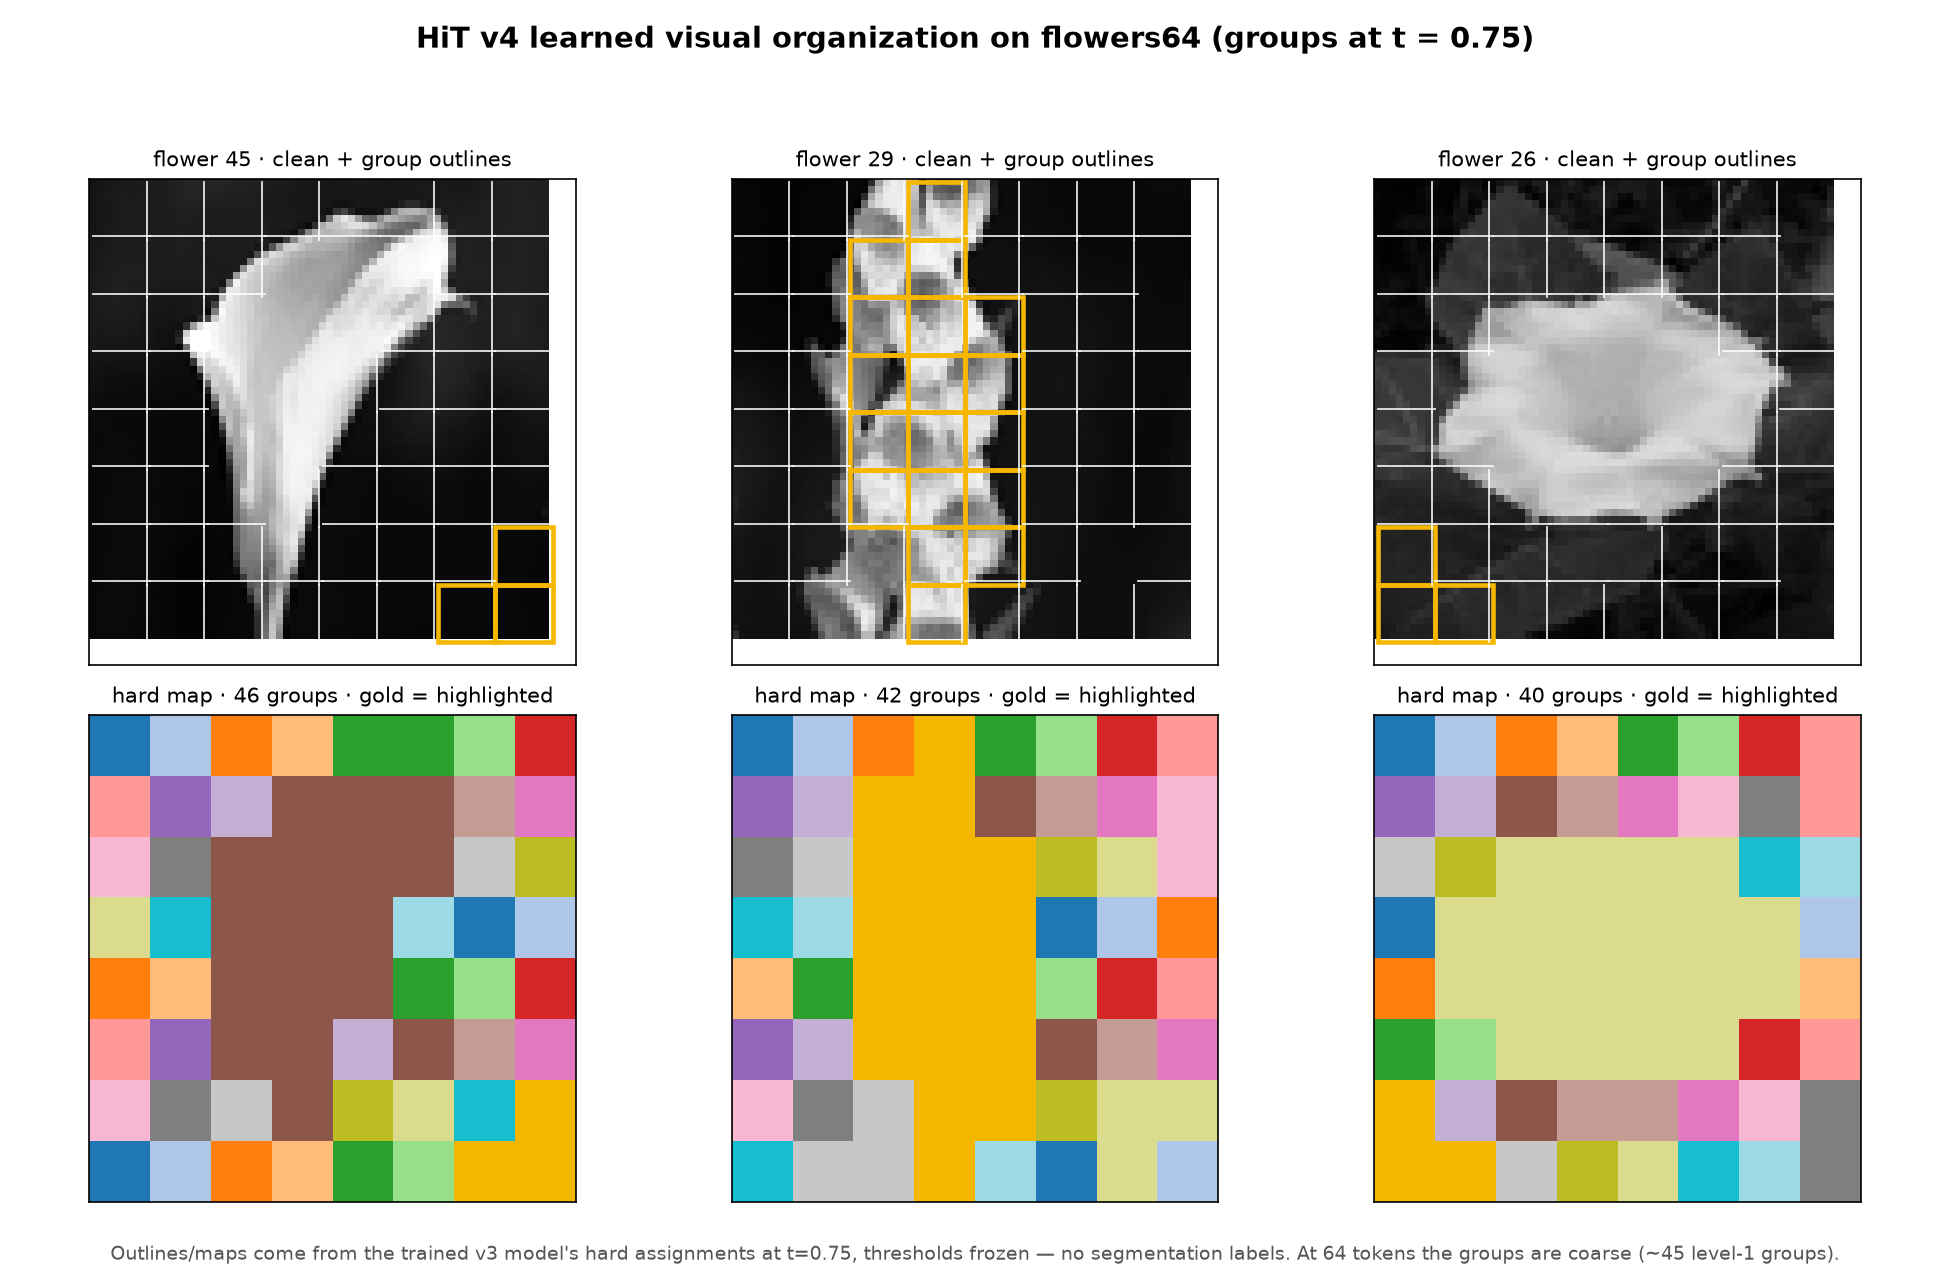 HiT v4 learned visual organization on flowers64 (groups at t = 0.75)
flower 45 · clean + group outlines
flower 29 · clean + group outlines
flower 26 · clean + group outlines
hard map · 46 groups · gold = highlighted
hard map · 42 groups · gold = highlighted
hard map · 40 groups · gold = highlighted
Outlines/maps come from the trained v3 model's hard assignments at t=0.75, thresholds frozen — no segmentation labels. At 64 tokens the groups are coarse (~45 level-1 groups).